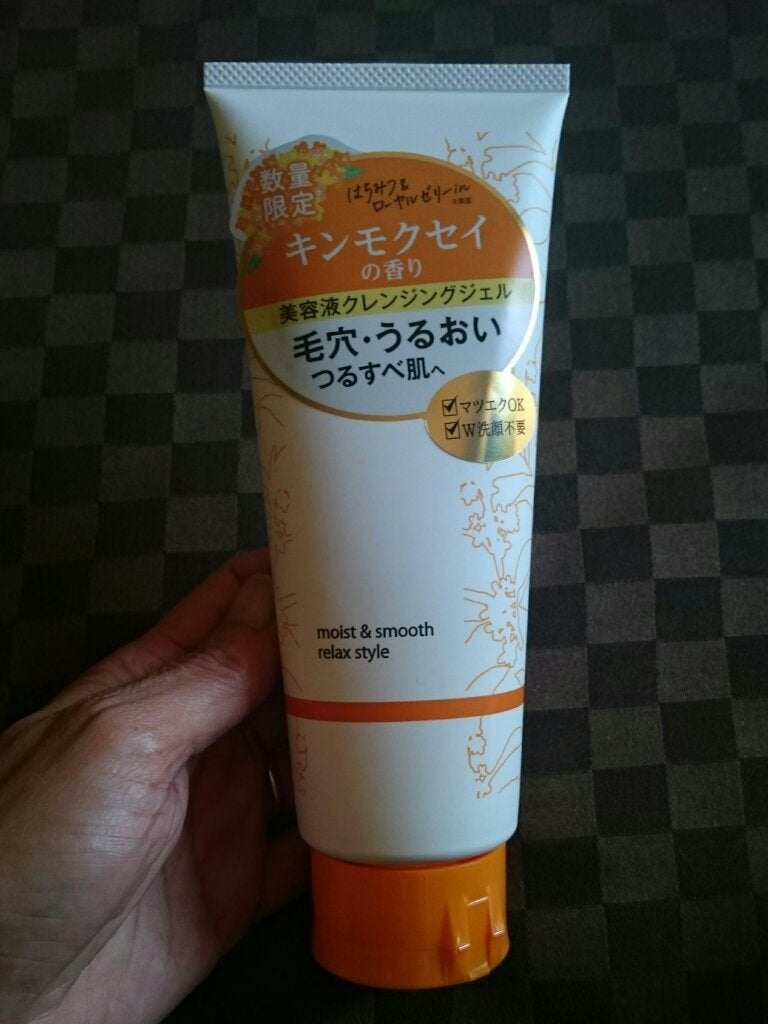 数量
限定
はちみつ&
ローヤルゼリーin
※保湿
キンモクセイ
の香り
美容液クレンジングジェル
毛穴・うるおい
つるすべ肌へ
☑マツエクOK
☑W洗顔不要
moist & smooth
relax style